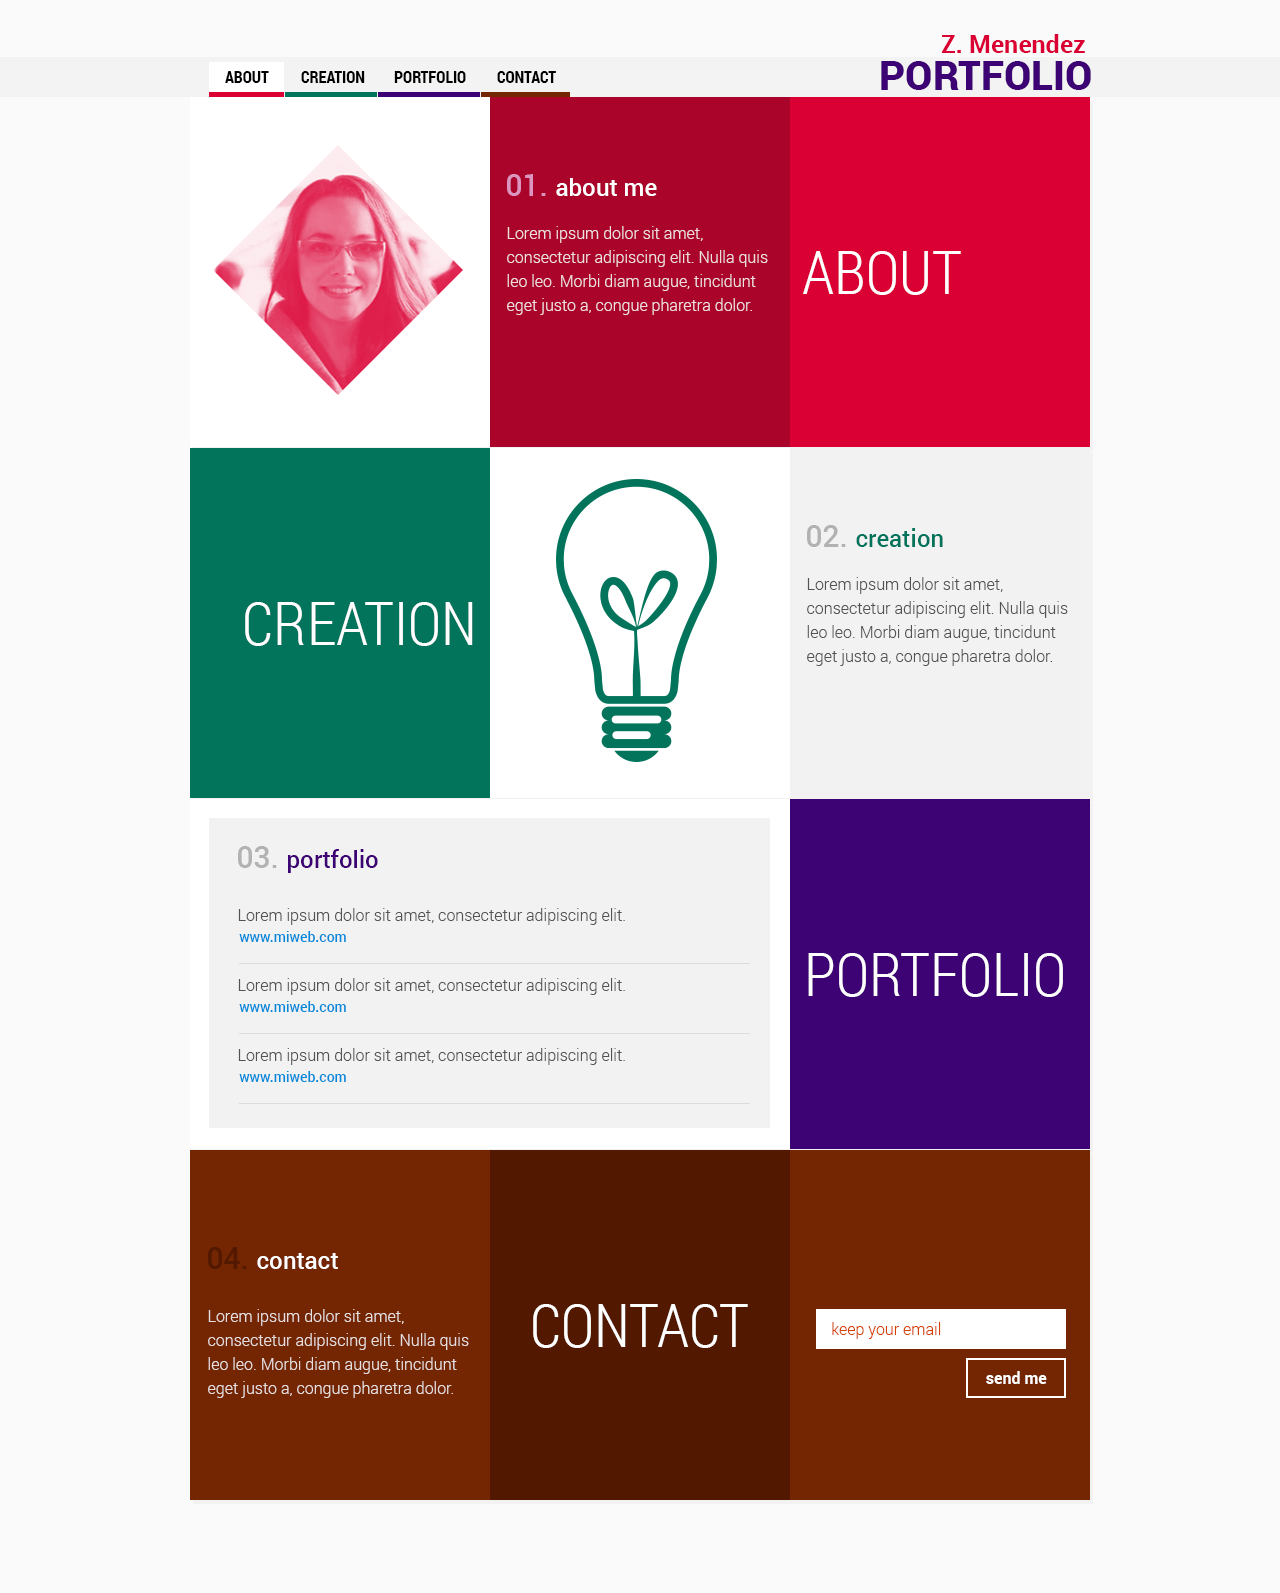 Z. Menendez
PORTFOLIO
ABOUT CREATION PORTFOLIO CONTACT
01. about me
Lorem ipsum dolor sit amet,
consectetur adipiscing elit. Nulla quis
leo leo. Morbi diam augue, tincidunt
eget justo a, congue pharetra dolor.
ABOUT
CREATION
02. creation
Lorem ipsum dolor sit amet,
consectetur adipiscing elit. Nulla quis
leo leo. Morbi diam augue, tincidunt
eget justo a, congue pharetra dolor.
03. portfolio
Lorem ipsum dolor sit amet, consectetur adipiscing elit.
www.miweb.com
Lorem ipsum dolor sit amet, consectetur adipiscing elit.
www.miweb.com
Lorem ipsum dolor sit amet, consectetur adipiscing elit.
www.miweb.com
PORTFOLIO
04. contact
Lorem ipsum dolor sit amet,
consectetur adipiscing elit. Nulla quis
leo leo. Morbi diam augue, tincidunt
eget justo a, congue pharetra dolor.
CONTACT
keep your email
send me